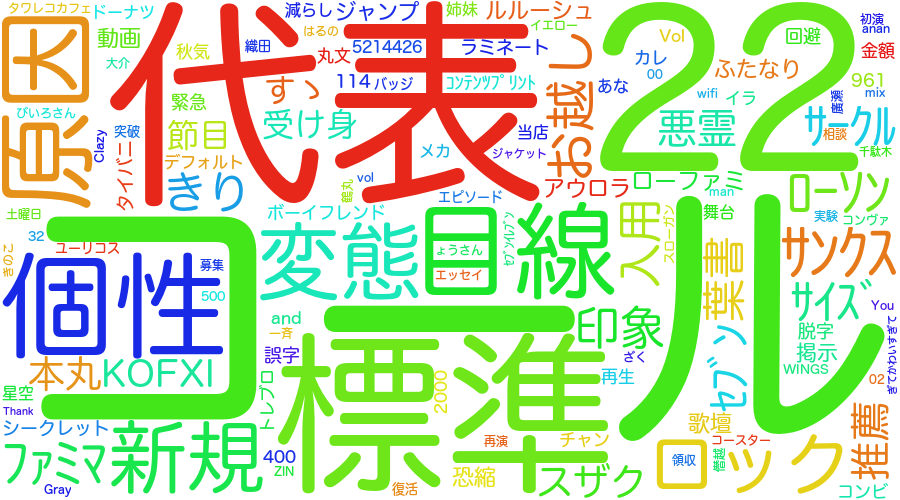 タワレコカフェ
ドーナツ
減らし
ジャンプ
姉妹
ルルーシュ
Vol
回避
初演
anan
イエロー
はるの
動画
秋気
織田
丸文
5214426
ラミネート
カレ
00
ふたなり
金額
原因
大介
代表
114
バッジ
コンテンツプリント
お越し
あな
wifi
イラ
961
mix
22
廣瀬
ぴいろさん
緊急
す、
受け身
当店
悪霊
サークル
相談
Clazy
突破
節目
メカ
ジャケット
千駄木
タイバニ
デフォルト
きり
vol
鶴丸
アウロラ
ローファミ
man
ローソン
エピソード
土曜日
ボーイフレンド
目線
ょうさん
セブンイレブン
入用
スローガン
舞台
実験
コンヴァ
32
ユーリコス
きのこ
個性
募集
500
変態
エッセイ
葉書
サンクス
コール
and
一斉
標準
印象
サイズ
You
脱字
掲示
ざく
WINGS
本丸
KOFXI
誤字
再生
セブン
02
星空
Thank
トレブロ
2000
シークレット
新規
ファミマ
400
ZIN
再演
チャン
歌壇
コースター
推薦
Gray
復活
恐縮
スザク
領収
僭越
ロック
コンビ